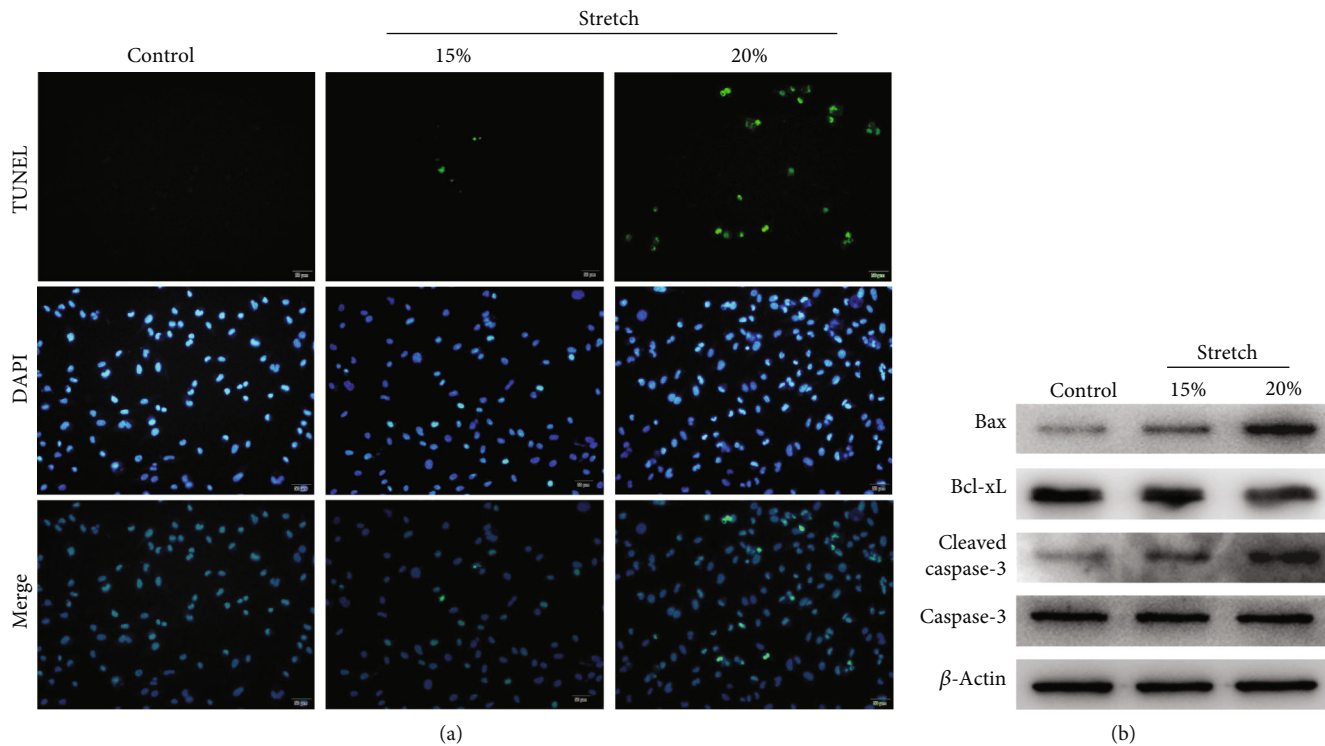 Stretch
Control 15% 20%
TUNEL
DAPI
Merge
(a)
Stretch
Control 15% 20%
Bax
Bcl-xL
Cleaved
caspase-3
Caspase-3
β-Actin
(b)